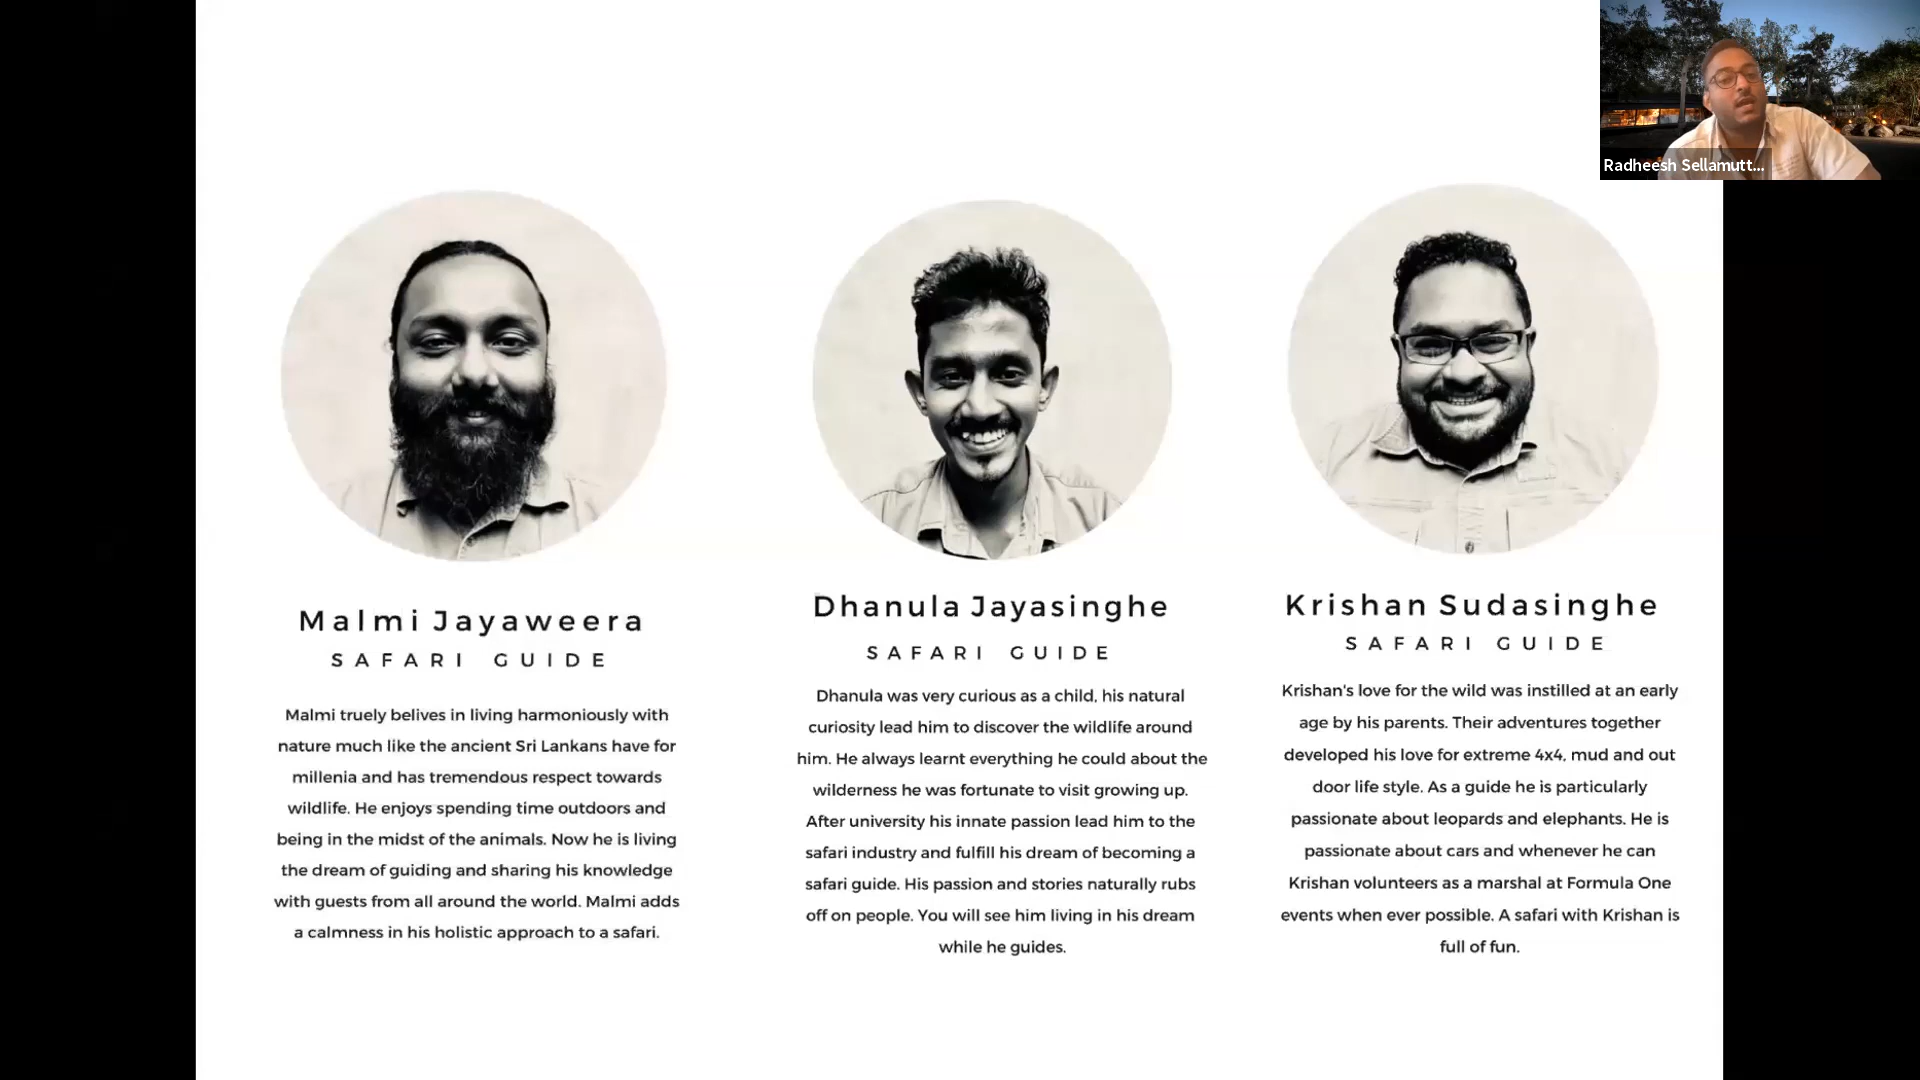 Radheesh Sellamutt...
Malmi Jayaweera
SAFARI GUIDE
Malmi truely belives in living harmoniously with
nature much like the ancient Sri Lankans have for
millenia and has tremendous respect towards
wildlife. He enjoys spending time outdoors and
being in the midst of the animals. Now he is living
the dream of guiding and sharing his knowledge
with guests from all around the world. Malmi adds
a calmness in his holistic approach to a safari.
Dhanula Jayasinghe
SAFARI GUIDE
Dhanula was very curious as a child, his natural
curiosity lead him to discover the wildlife around
him. He always learnt everything he could about the
wilderness he was fortunate to visit growing up.
After university his innate passion lead him to the
safari industry and fulfill his dream of becoming a
safari guide. His passion and stories naturally rubs
off on people. You will see him living in his dream
while he guides.
Krishan Sudasinghe
SAFARI GUIDE
Krishan's love for the wild was instilled at an early
age by his parents. Their adventures together
developed his love for extreme 4x4, mud and out
door life style. As a guide he is particularly
passionate about leopards and elephants. He is
passionate about cars and whenever he can
Krishan volunteers as a marshal at Formula One
events when ever possible. A safari with Krishan is
full of fun.